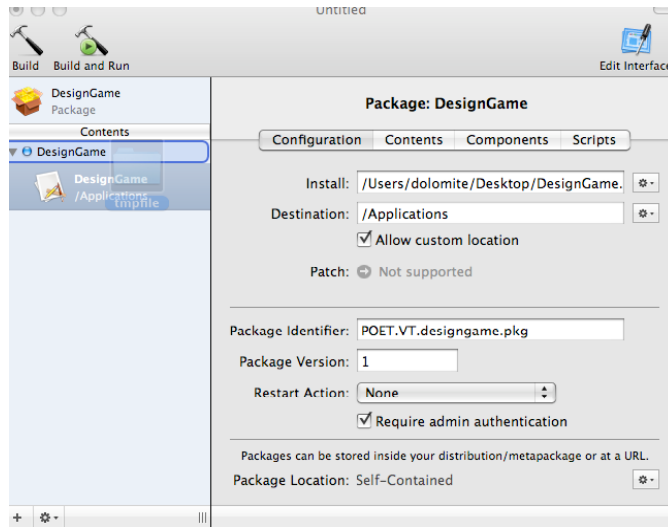 Untitled
Build
Build and Run
Edit Interface
DesignGame
Package
Contents
DesignGame
DesignGame
/Applications
tmpfile
Package: DesignGame
Configuration Contents Components Scripts
Install: /Users/dolomite/Desktop/DesignGame.
Destination: /Applications
Allow custom location
Patch: Not supported
Package Identifier: POET.VT.designgame.pkg
Package Version: 1
Restart Action: None
Require admin authentication
Packages can be stored inside your distribution/metapackage or at a URL.
Package Location: Self-Contained